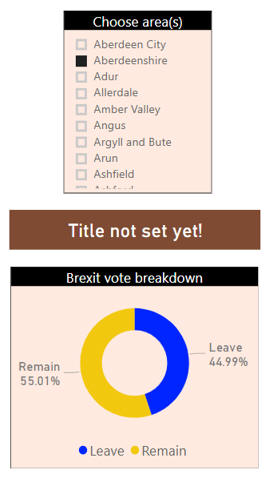 Choose area(s)
Aberdeen City
Aberdeenshire
Adur
Allerdale
Amber Valley
Angus
Argyll and Bute
Arun
Ashfield
Title not set yet!
Brexit vote breakdown
Leave
44.99%
Remain
55.01%
Leave Remain